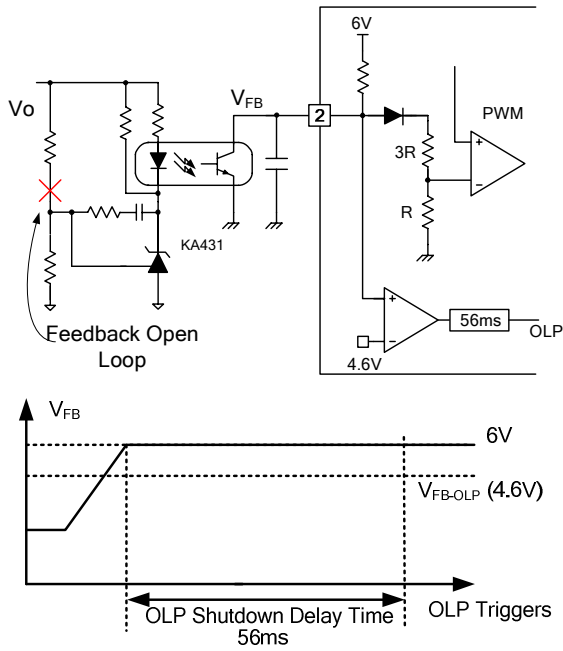 6V
Vo
VFB
2
PWM
3R
R
KA431
Feedback Open
Loop
56ms
OLP
4.6V
VFB
6V
VFB-OLP (4.6V)
OLP Shutdown Delay Time
56ms
OLP Triggers